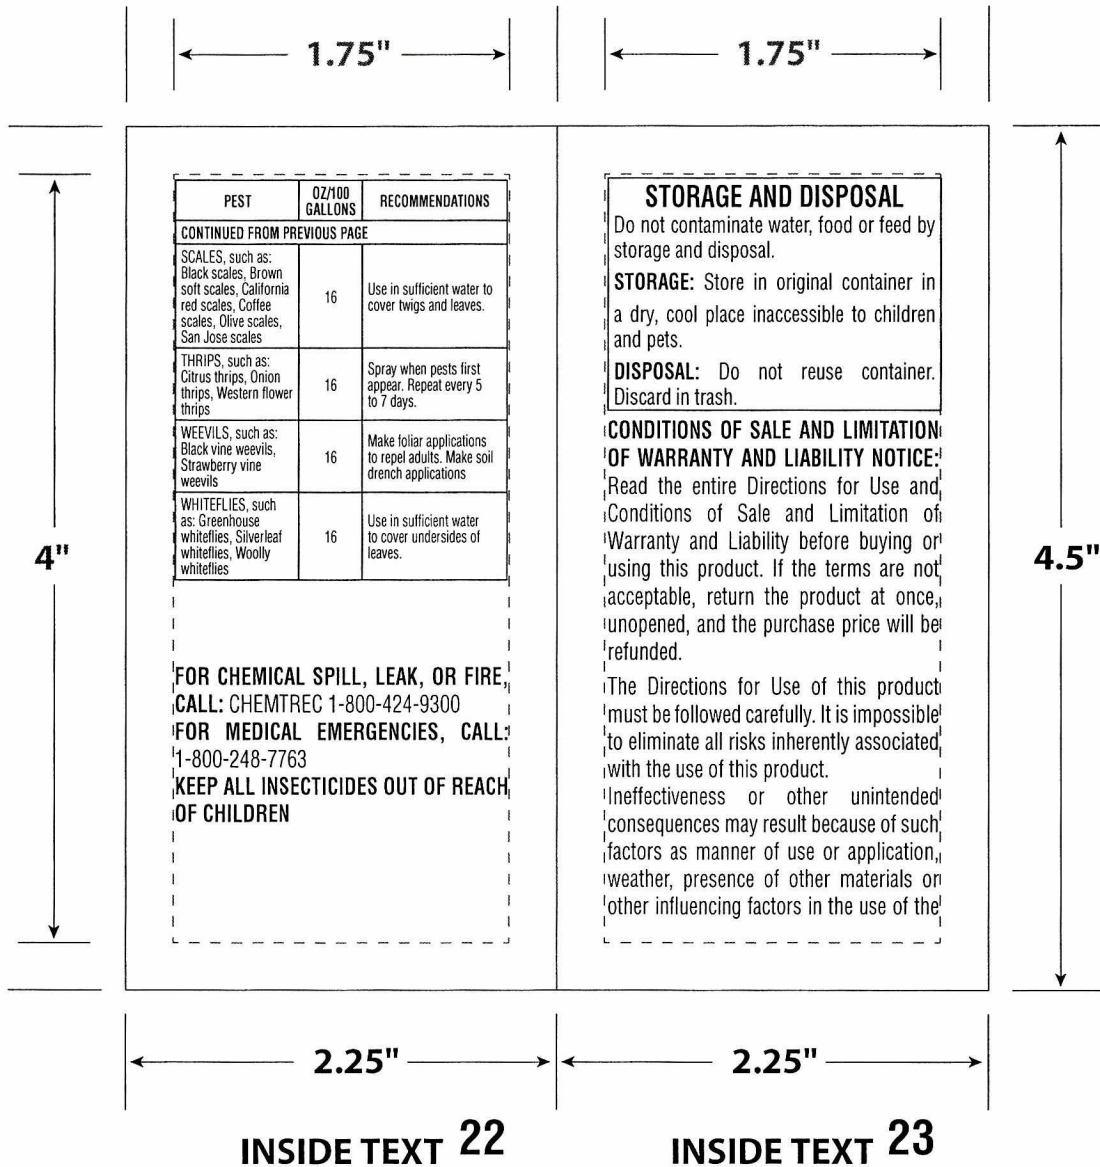 1.75"
1.75"
PEST
OZ/100
GALLONS
RECOMMENDATIONS
CONTINUED FROM PREVIOUS PAGE
SCALES, such as:
Black scales, Brown
soft scales, California
red scales, Coffee
scales, Olive scales,
San Jose scales
16
Use in sufficient water to
cover twigs and leaves.
THRIPS, such as:
Citrus thrips, Onion
thrips, Western flower
thrips
16
Spray when pests first
appear. Repeat every 5
to 7 days.
WEEVILS, such as:
Black vine weevils,
Strawberry vine
weevils
16
Make foliar applications
to repel adults. Make soil
drench applications
WHITEFLIES, such
as: Greenhouse
whiteflies, Silverleaf
whiteflies, Woolly
whiteflies
16
Use in sufficient water
to cover undersides of
leaves.
FOR CHEMICAL SPILL, LEAK, OR FIRE,
CALL: CHEMTREC 1-800-424-9300
FOR MEDICAL EMERGENCIES, CALL:
1-800-248-7763
KEEP ALL INSECTICIDES OUT OF REACH
OF CHILDREN
4"
STORAGE AND DISPOSAL
Do not contaminate water, food or feed by
storage and disposal.
STORAGE: Store in original container in
a dry, cool place inaccessible to children
and pets.
DISPOSAL: Do not reuse container.
Discard in trash.
CONDITIONS OF SALE AND LIMITATION
OF WARRANTY AND LIABILITY NOTICE:
Read the entire Directions for Use and
Conditions of Sale and Limitation of
Warranty and Liability before buying or
using this product. If the terms are not
acceptable, return the product at once,
unopened, and the purchase price will be
refunded.
The Directions for Use of this product
must be followed carefully. It is impossible
to eliminate all risks inherently associated
with the use of this product.
Ineffectiveness or other unintended
consequences may result because of such
factors as manner of use or application,
weather, presence of other materials or
other influencing factors in the use of the
4.5"
2.25"
2.25"
INSIDE TEXT 22
INSIDE TEXT 23